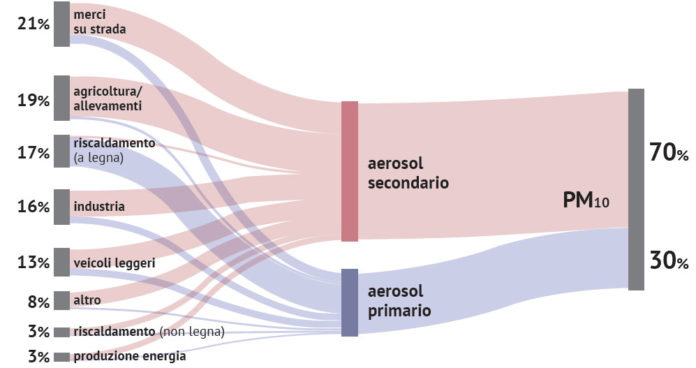 21%
merci
su strada
19%
agricoltura/
allevamenti
17%
riscaldamento
(a legna)
16%
industria
13%
veicoli leggeri
8%
altro
3%
riscaldamento (non legna)
3%
produzione energia
aerosol
secondario
aerosol
primario
PM10
70%
30%